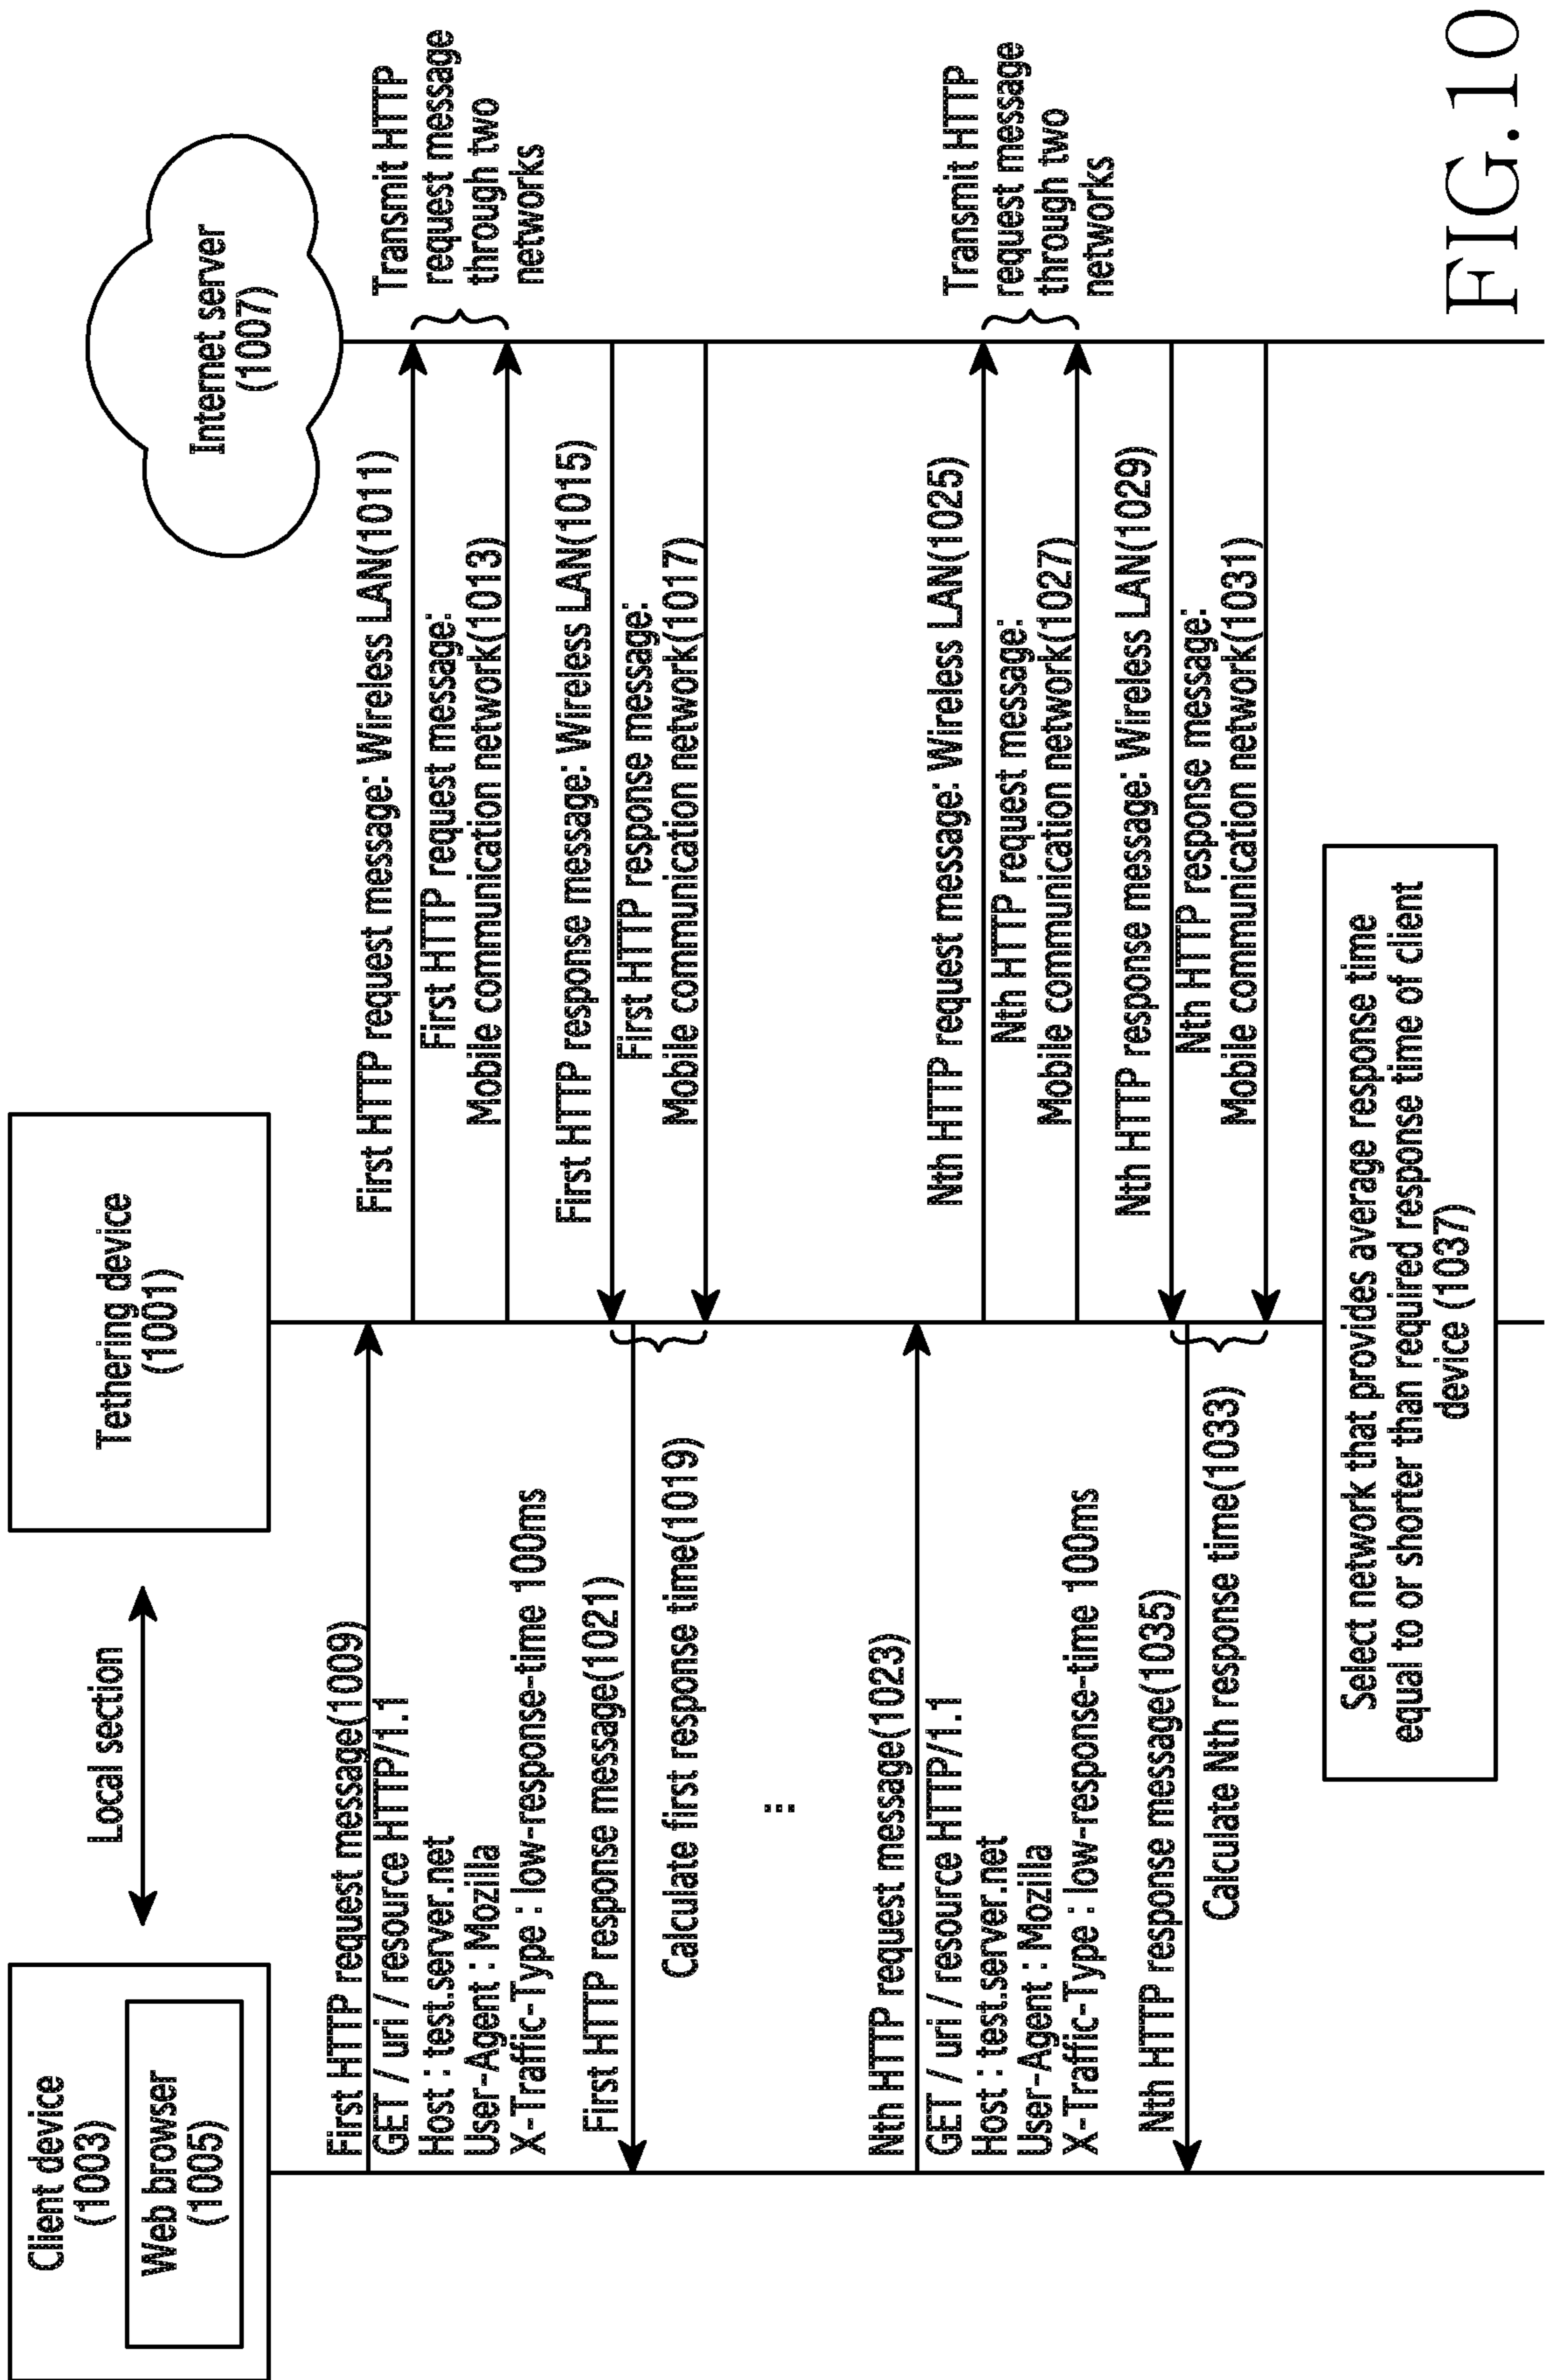 Client device
(1003)
Web browser
(1005)
Local section
Tethering device
(1001)
Internet server
(1007)
First HTTP request message(1009)
GET / uri / resource HTTP/1.1
Host : test.server.net
User-Agent : Mozilla
X-Traffic-Type : low-response-time 100ms
First HTTP request message: Wireless LAN(1011)
First HTTP request message:
Mobile communication network(1013)
Transmit HTTP
request message
through two
networks
First HTTP response message: Wireless LAN(1015)
First HTTP response message:
Mobile communication network(1017)
First HTTP response message(1021)
Calculate first response time(1019)
...
Nth HTTP request message(1023)
GET / uri / resource HTTP/1.1
Host : test.server.net
User-Agent : Mozilla
X-Traffic-Type : low-response-time 100ms
Nth HTTP request message: Wireless LAN(1025)
Nth HTTP request message:
Mobile communication network(1027)
Transmit HTTP
request message
through two
networks
Nth HTTP response message: Wireless LAN(1029)
Nth HTTP response message:
Mobile communication network(1031)
Nth HTTP response message(1035)
Calculate Nth response time(1033)
Select network that provides average response time
equal to or shorter than required response time of client
device (1037)
FIG.10